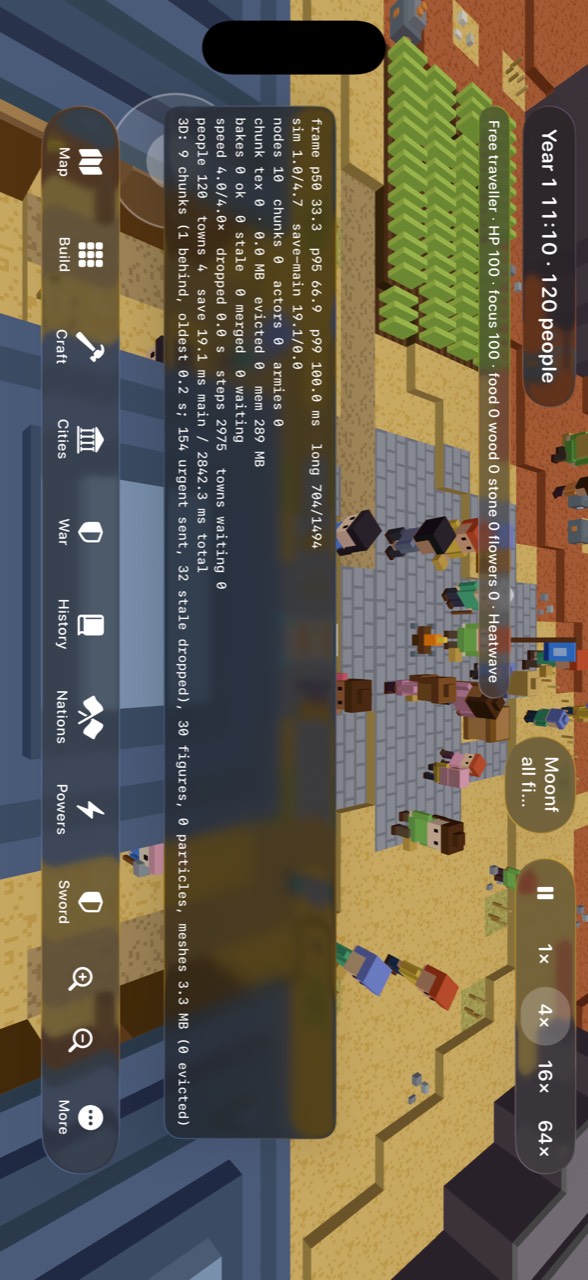 Year 1 11:10 · 120 people
Moonf
all fi...
1×
4×
16×
64×
Free traveller · HP 100 · focus 100 · food 0 wood 0 stone 0 flowers 0 · Heatwave
frame p50 33.3 p95 66.9 p99 100.0 ms long 704/1494
sim 1.0/4.7 save-main 19.1/0.0
nodes 10 chunks 0 actors 0 armies 0
chunk tex 0 · 0.0 MB evicted 0 mem 289 MB
bakes 0 ok 0 stale 0 merged 0 waiting
speed 4.0/4.0× dropped 0.0 s steps 2975 towns waiting 0
people 120 towns 4 save 19.1 ms main / 2842.3 ms total
3D: 9 chunks (1 behind, oldest 0.2 s; 154 urgent sent, 32 stale dropped), 30 figures, 0 particles, meshes 3.3 MB (0 evicted)
Map
Build
Craft
Cities
War
History
Nations
Powers
Sword
More